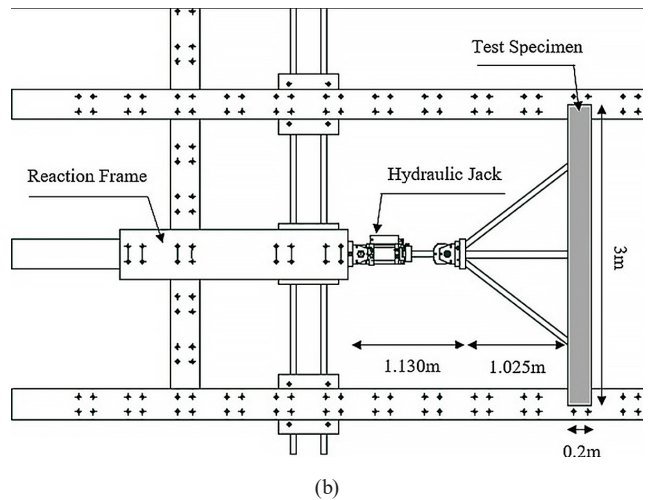 Test Specimen
Reaction Frame
Hydraulic Jack
3m
1.130m
1.025m
0.2m
(b)